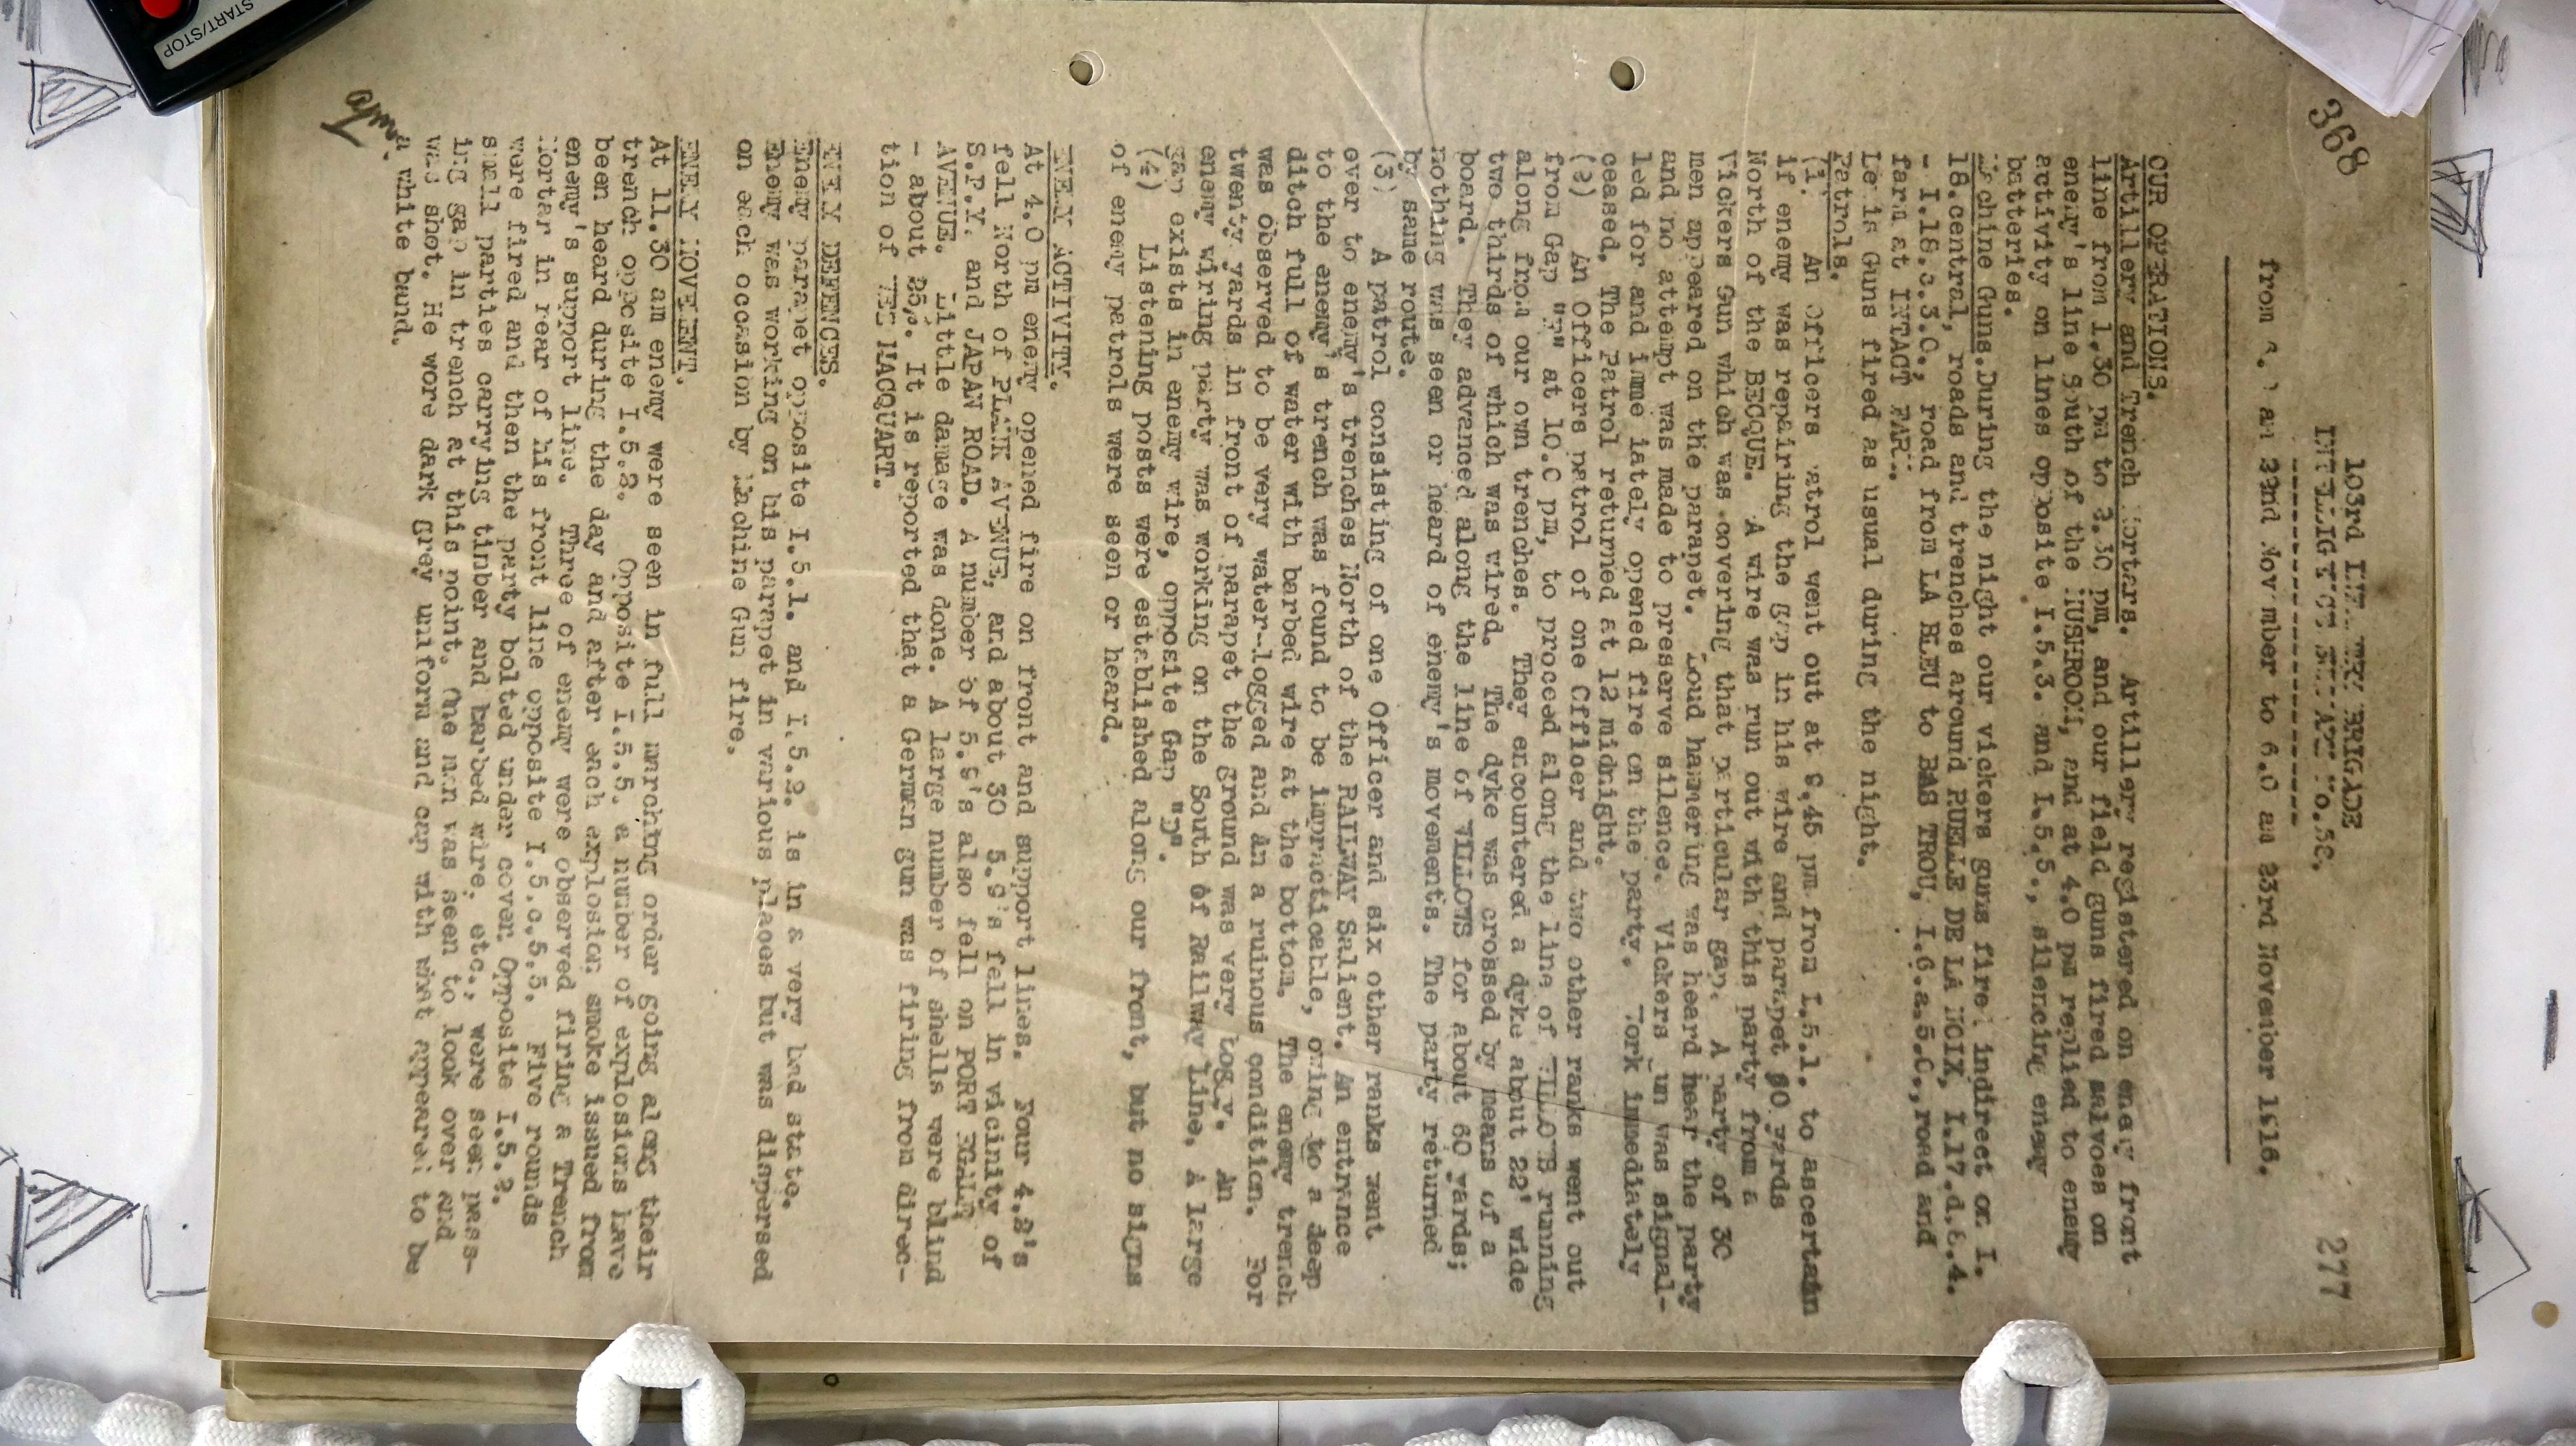 368
277
103rd INFANTRY BRIGADE
INTELLIGENCE SUMMARY No.50.
from 6.0 am 22nd November to 6.0 am 23rd November 1916.
OUR OPERATIONS.
Artillery and Trench Mortars. Artillery registered on enemy front
line from 1.30 pm to 2.30 pm, and our field guns fired salvoes on
enemy's line South of the MUSHROOM, and at 4.0 pm replied to enemy
activity on lines opposite I.5.3. and I.5.5., silencing enemy
batteries.
Machine Guns. During the night our vickers guns fired indirect on I.
18.central, roads and trenches around RUELLE DE LA NOIX, I.17.d.6.4.
- I.18.c.3.0., road from LA BLEU to BAS TROU, I.6.a.5.0., road and
farm at INTACT FARM.
Lewis Guns fired as usual during the night.
Patrols.
(1. An Officers Patrol went out at 9.45 pm from I.5.1. to ascertain
if enemy was repairing the gap in his wire and parapet 80 yards
North of the BECQUE. A wire was run out with this party from a
Vickers Gun which was covering that particular gap. A party of 30
men appeared on the parapet. Loud hammering was heard near the party
and no attempt was made to preserve silence. Vickers Gun was signal-
led for and immediately opened fire on the party. Work immediately
ceased. The Patrol returned at 12 midnight.
(2) An Officers patrol of one Officer and two other ranks went out
from Gap "F" at 10.0 pm, to proceed along the line of WILLOWS running
along from our own trenches. They encountered a dyke about 22' wide
two thirds of which was wired. The dyke was crossed by means of a
board. They advanced along the line of WILLOWS for about 60 yards;
nothing was seen or heard of enemy's movements. The party returned
by same route.
(3) A patrol consisting of one Officer and six other ranks went
over to enemy's trenches North of the RAILWAY Salient. An entrance
to the enemy's trench was found to be impracticable, owing to a deep
ditch full of water with barbed wire at the bottom. The enemy trench
was observed to be very water-logged and in a ruinous condition. For
twenty yards in front of parapet the ground was very boggy. An
enemy wiring party was working on the South of Railway Line. A large
gap exists in enemy wire, opposite Gap "D".
(4) Listening posts were established along our front, but no signs
of enemy patrols were seen or heard.
ENEMY ACTIVITY.
At 4.0 pm enemy opened fire on front and support lines. Four 4.2's
fell North of PLANK AVENUE, and about 30 5.9's fell in vicinity of
S.P.Y. and JAPAN ROAD. A number of 5.9's also fell on PORT EGALE
AVENUE. Little damage was done. A large number of shells were blind
- about 25%. It is reported that a German gun was firing from direc-
tion of THE MACQUART.
ENEMY DEFENCES.
Enemy parapet opposite I.5.1. and I.5.2. is in a very bad state.
Enemy was working on his parapet in various places but was dispersed
on each occasion by Machine Gun fire.
ENEMY MOVEMENT.
At 11.30 am enemy were seen in full marching order going along their
trench opposite I.5.2. Opposite I.5.5. a number of explosions have
been heard during the day and after each explosion smoke issued from
enemy's support line. Three of enemy were observed firing a Trench
Mortar in rear of his front line opposite I.5.c.5.5. Five rounds
were fired and then the party bolted under cover. Opposite I.5.2.
small parties carrying timber and barbed wire, etc., were seen pass-
ing gap in trench at this point. One man was seen to look over and
was shot. He wore dark grey uniform and cap with what appeared to be
a white band.
START/STOP